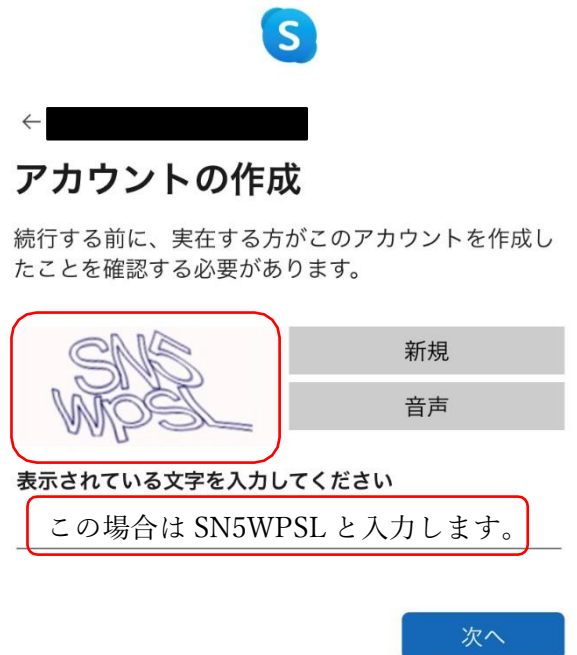 S
←
アカウントの作成
続行する前に、実在する方がこのアカウントを作成し
たことを確認する必要があります。
SN5
WPSL
新規
音声
表示されている文字を入力してください
この場合は SN5WPSL と入力します。
次へ